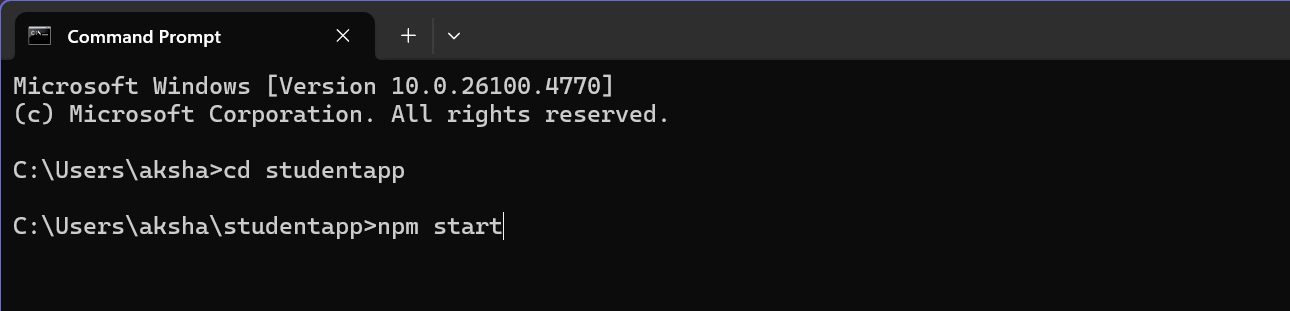 Command Prompt
Microsoft Windows [Version 10.0.26100.4770]
(c) Microsoft Corporation. All rights reserved.
C:\Users\aksha>cd studentapp
C:\Users\aksha\studentapp>npm start